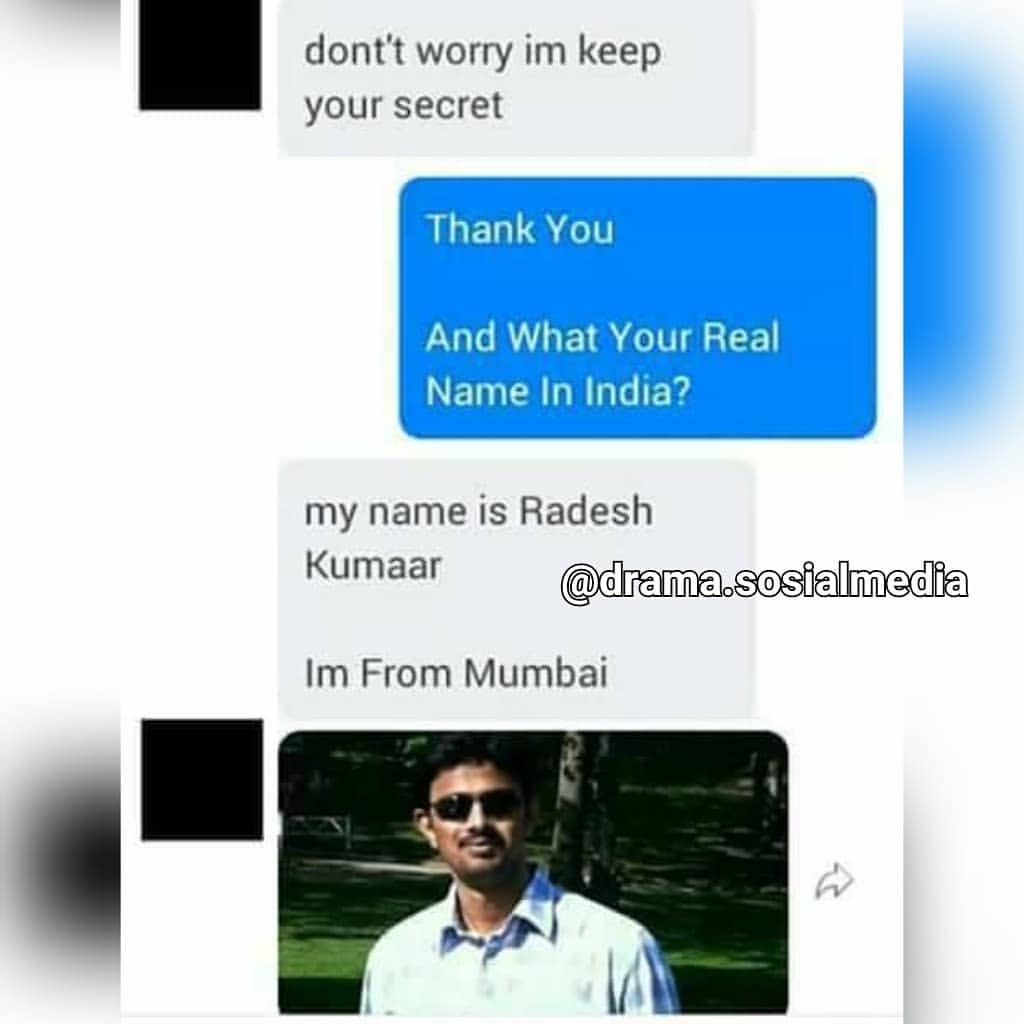 dont't worry im keep
your secret
Thank You
And What Your Real
Name In India?
my name is Radesh
Kumaar
@drama.sosialmedia
Im From Mumbai